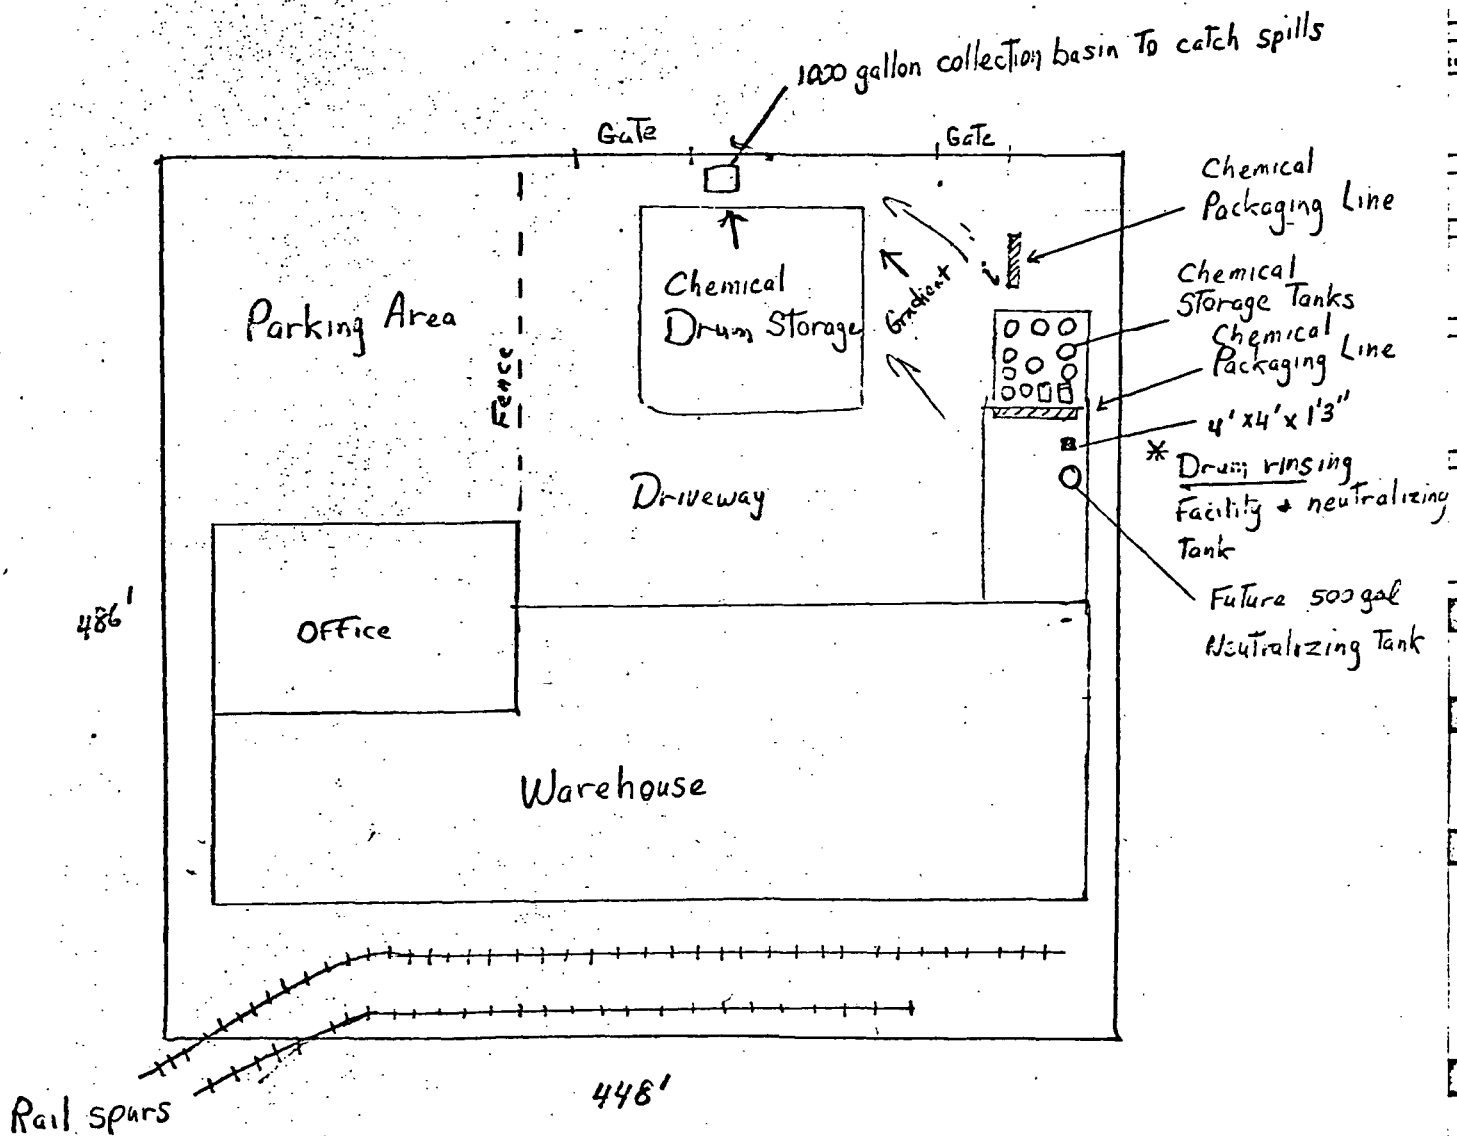 1000 gallon collection basin To catch spills
Gate
Gate
Chemical
Packaging Line
Chemical
Storage Tanks
Chemical
Packaging Line
4' x 4' x 1'3"
* Drum rinsing
Facility + neutralizing
Tank
Future 500 gal
Neutralizing Tank
Parking Area
Fence
Chemical
Drum Storage
Gradient
Driveway
OFFice
486'
Warehouse
448'
Rail spurs